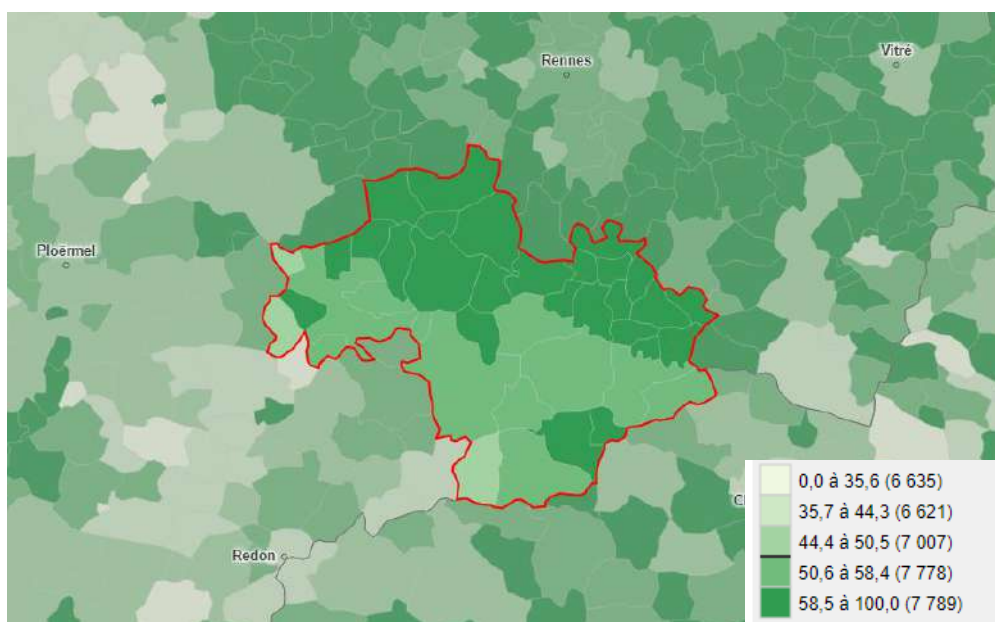 Rennes
Vitré
Ploërmel
Redon
C
0,0 à 35,6 (6 635)
35,7 à 44,3 (6 621)
44,4 à 50,5 (7 007)
50,6 à 58,4 (7 778)
58,5 à 100,0 (7 789)